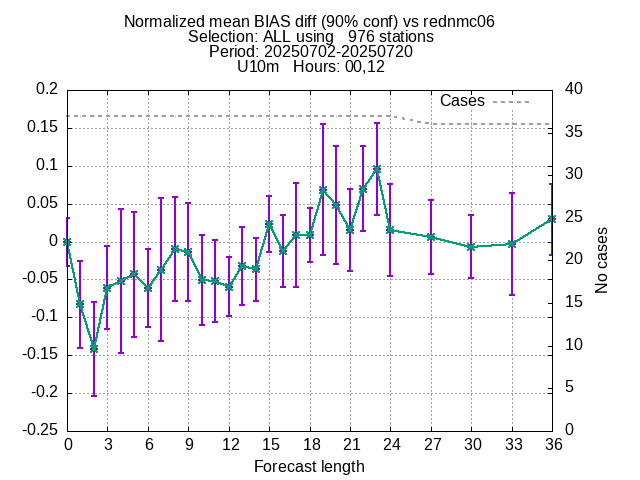 Normalized mean BIAS diff (90% conf) vs rednmc06
Selection: ALL using   976 stations
Period: 20250702-20250720
U10m   Hours: 00,12
Cases
0.2
0.15
0.1
0.05
0
-0.05
-0.1
-0.15
-0.2
-0.25
40
35
30
25
20
15
10
5
0
No cases
0 3 6 9 12 15 18 21 24 27 30 33 36
Forecast length